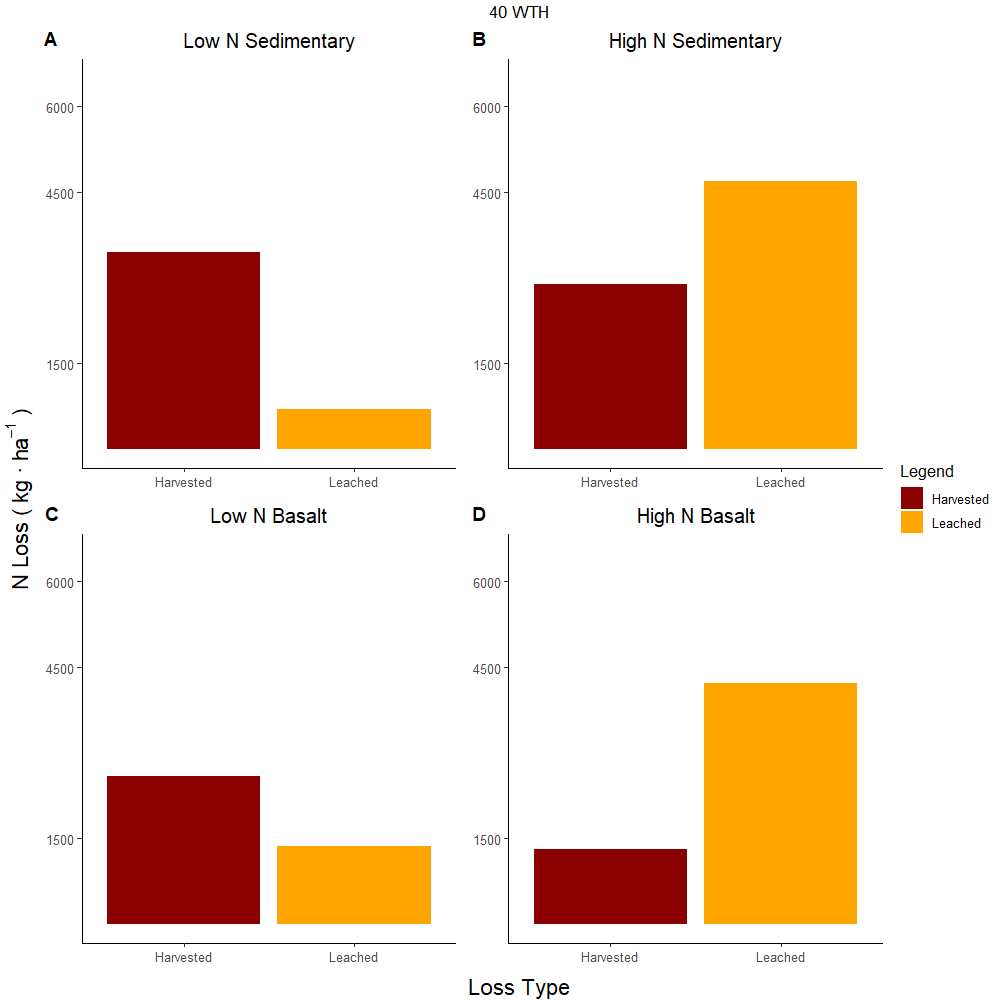 40 WTH
A
Low N Sedimentary
B
High N Sedimentary
6000
4500
1500
Harvested
Leached
6000
4500
1500
Harvested
Leached
N Loss ( kg · ha⁻¹ )
Legend
Harvested
Leached
C
Low N Basalt
D
High N Basalt
6000
4500
1500
Harvested
Leached
6000
4500
1500
Harvested
Leached
Loss Type